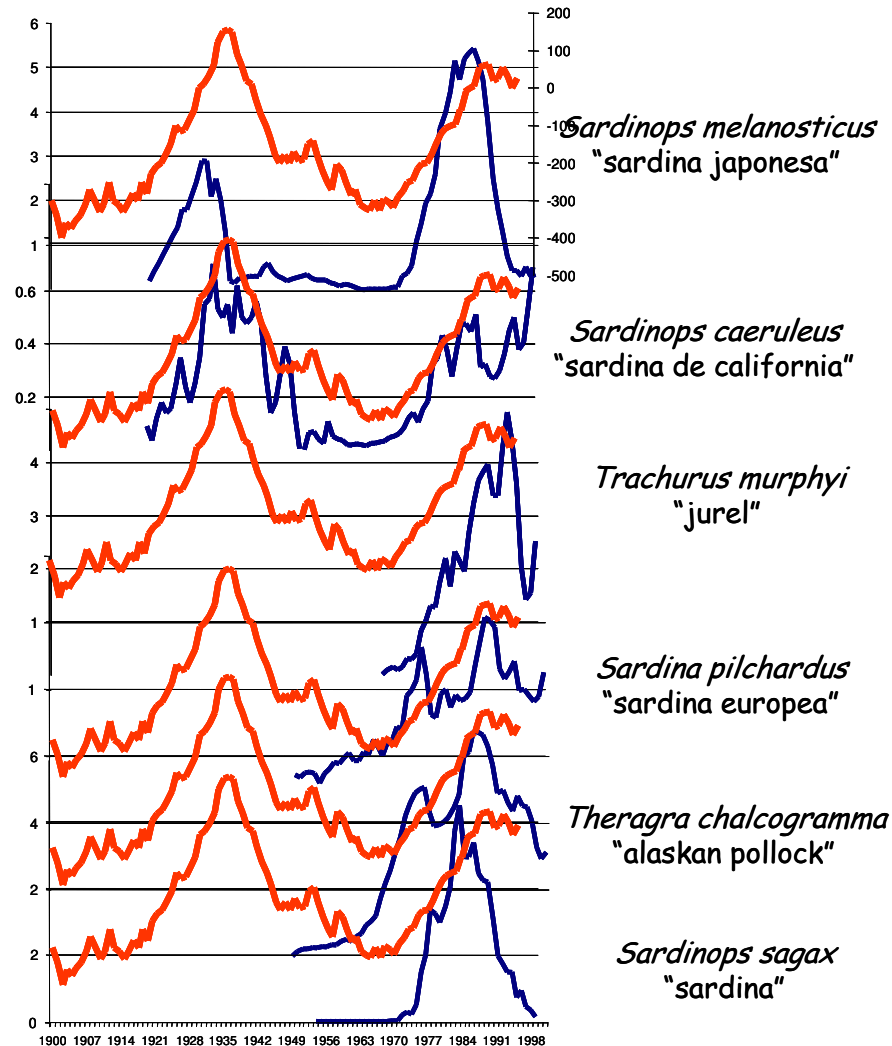 6
5
4
3
2
1
0.6
0.4
0.2
4
3
2
1
1
6
4
2
2
0
200
100
0
-100
-200
-300
-400
-500
Sardinops melanosticus
“sardina japonesa”
Sardinops caeruleus
“sardina de california”
Trachurus murphyi
“jurel”
Sardina pilchardus
“sardina europea”
Theragra chalcogramma
“alaskan pollock”
Sardinops sagax
“sardina”
1900 1907 1914 1921 1928 1935 1942 1949 1956 1963 1970 1977 1984 1991 1998